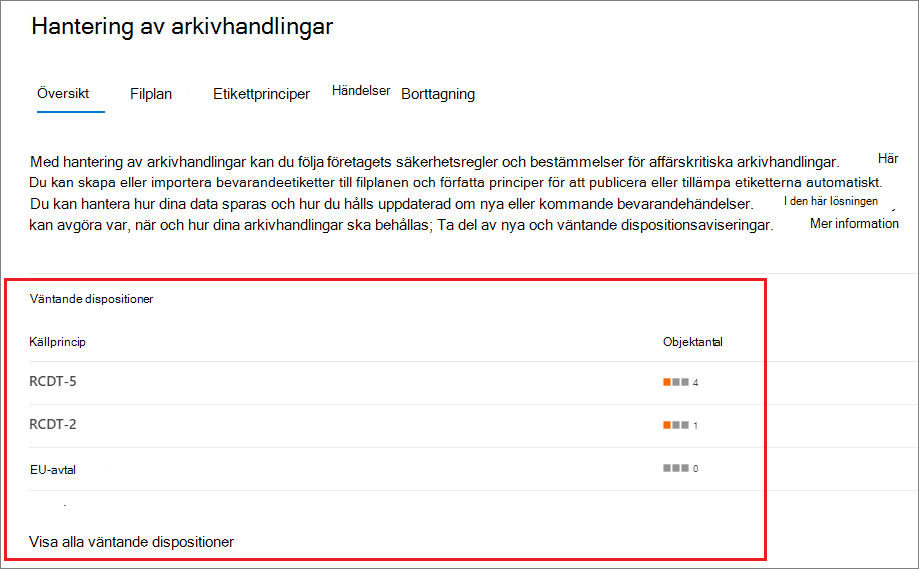 Hantering av arkivhandlingar
Översikt Filplan Etikettprinciper Händelser Borttagning
Med hantering av arkivhandlingar kan du följa företagets säkerhetsregler och bestämmelser för affärskritiska arkivhandlingar. Här
Du kan skapa eller importera bevarandeetiketter till filplanen och författa principer för att publicera eller tillämpa etiketterna automatiskt.
Du kan hantera hur dina data sparas och hur du hålls uppdaterad om nya eller kommande bevarandehändelser. I den här lösningen
kan avgöra var, när och hur dina arkivhandlingar ska behållas; Ta del av nya och väntande dispositionsaviseringar. Mer information
Väntande dispositioner
Källprincip Objektantal
RCDT-5 4
RCDT-2 1
EU-avtal 0
Visa alla väntande dispositioner